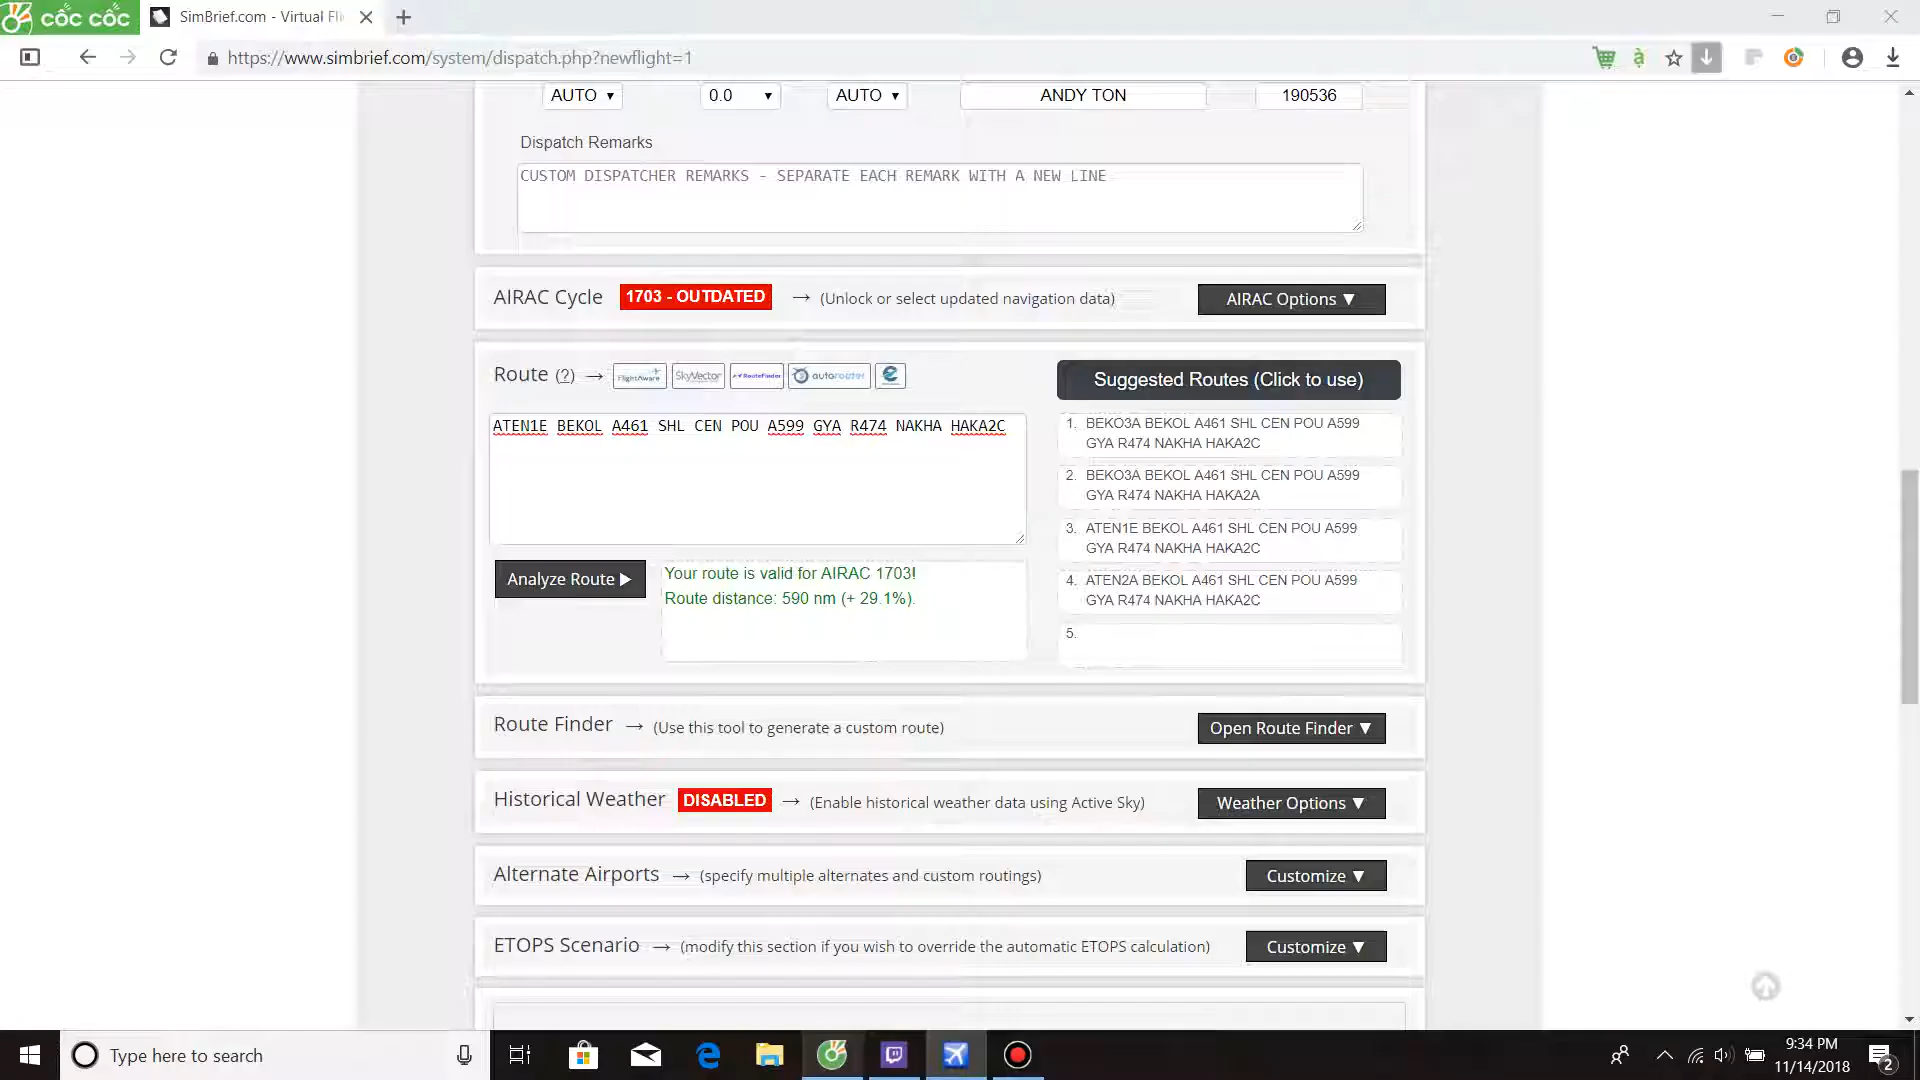 cốc cốc
SimBrief.com - Virtual Fli
https://www.simbrief.com/system/dispatch.php?newflight=1
AUTO ▼ 0.0 ▼ AUTO ▼ ANDY TON 190536
Dispatch Remarks
CUSTOM DISPATCHER REMARKS - SEPARATE EACH REMARK WITH A NEW LINE
AIRAC Cycle 1703 - OUTDATED → (Unlock or select updated navigation data) AIRAC Options ▼
Route (?) → FlightAware SkyVector RouteFinder autorouter
Suggested Routes (Click to use)
ATEN1E BEKOL A461 SHL CEN POU A599 GYA R474 NAKHA HAKA2C
1. BEKO3A BEKOL A461 SHL CEN POU A599
GYA R474 NAKHA HAKA2C
2. BEKO3A BEKOL A461 SHL CEN POU A599
GYA R474 NAKHA HAKA2A
3. ATEN1E BEKOL A461 SHL CEN POU A599
GYA R474 NAKHA HAKA2C
4. ATEN2A BEKOL A461 SHL CEN POU A599
GYA R474 NAKHA HAKA2C
5.
Analyze Route ▶
Your route is valid for AIRAC 1703!
Route distance: 590 nm (+ 29.1%).
Route Finder → (Use this tool to generate a custom route) Open Route Finder ▼
Historical Weather DISABLED → (Enable historical weather data using Active Sky) Weather Options ▼
Alternate Airports → (specify multiple alternates and custom routings) Customize ▼
ETOPS Scenario → (modify this section if you wish to override the automatic ETOPS calculation) Customize ▼
Type here to search
9:34 PM
11/14/2018
2